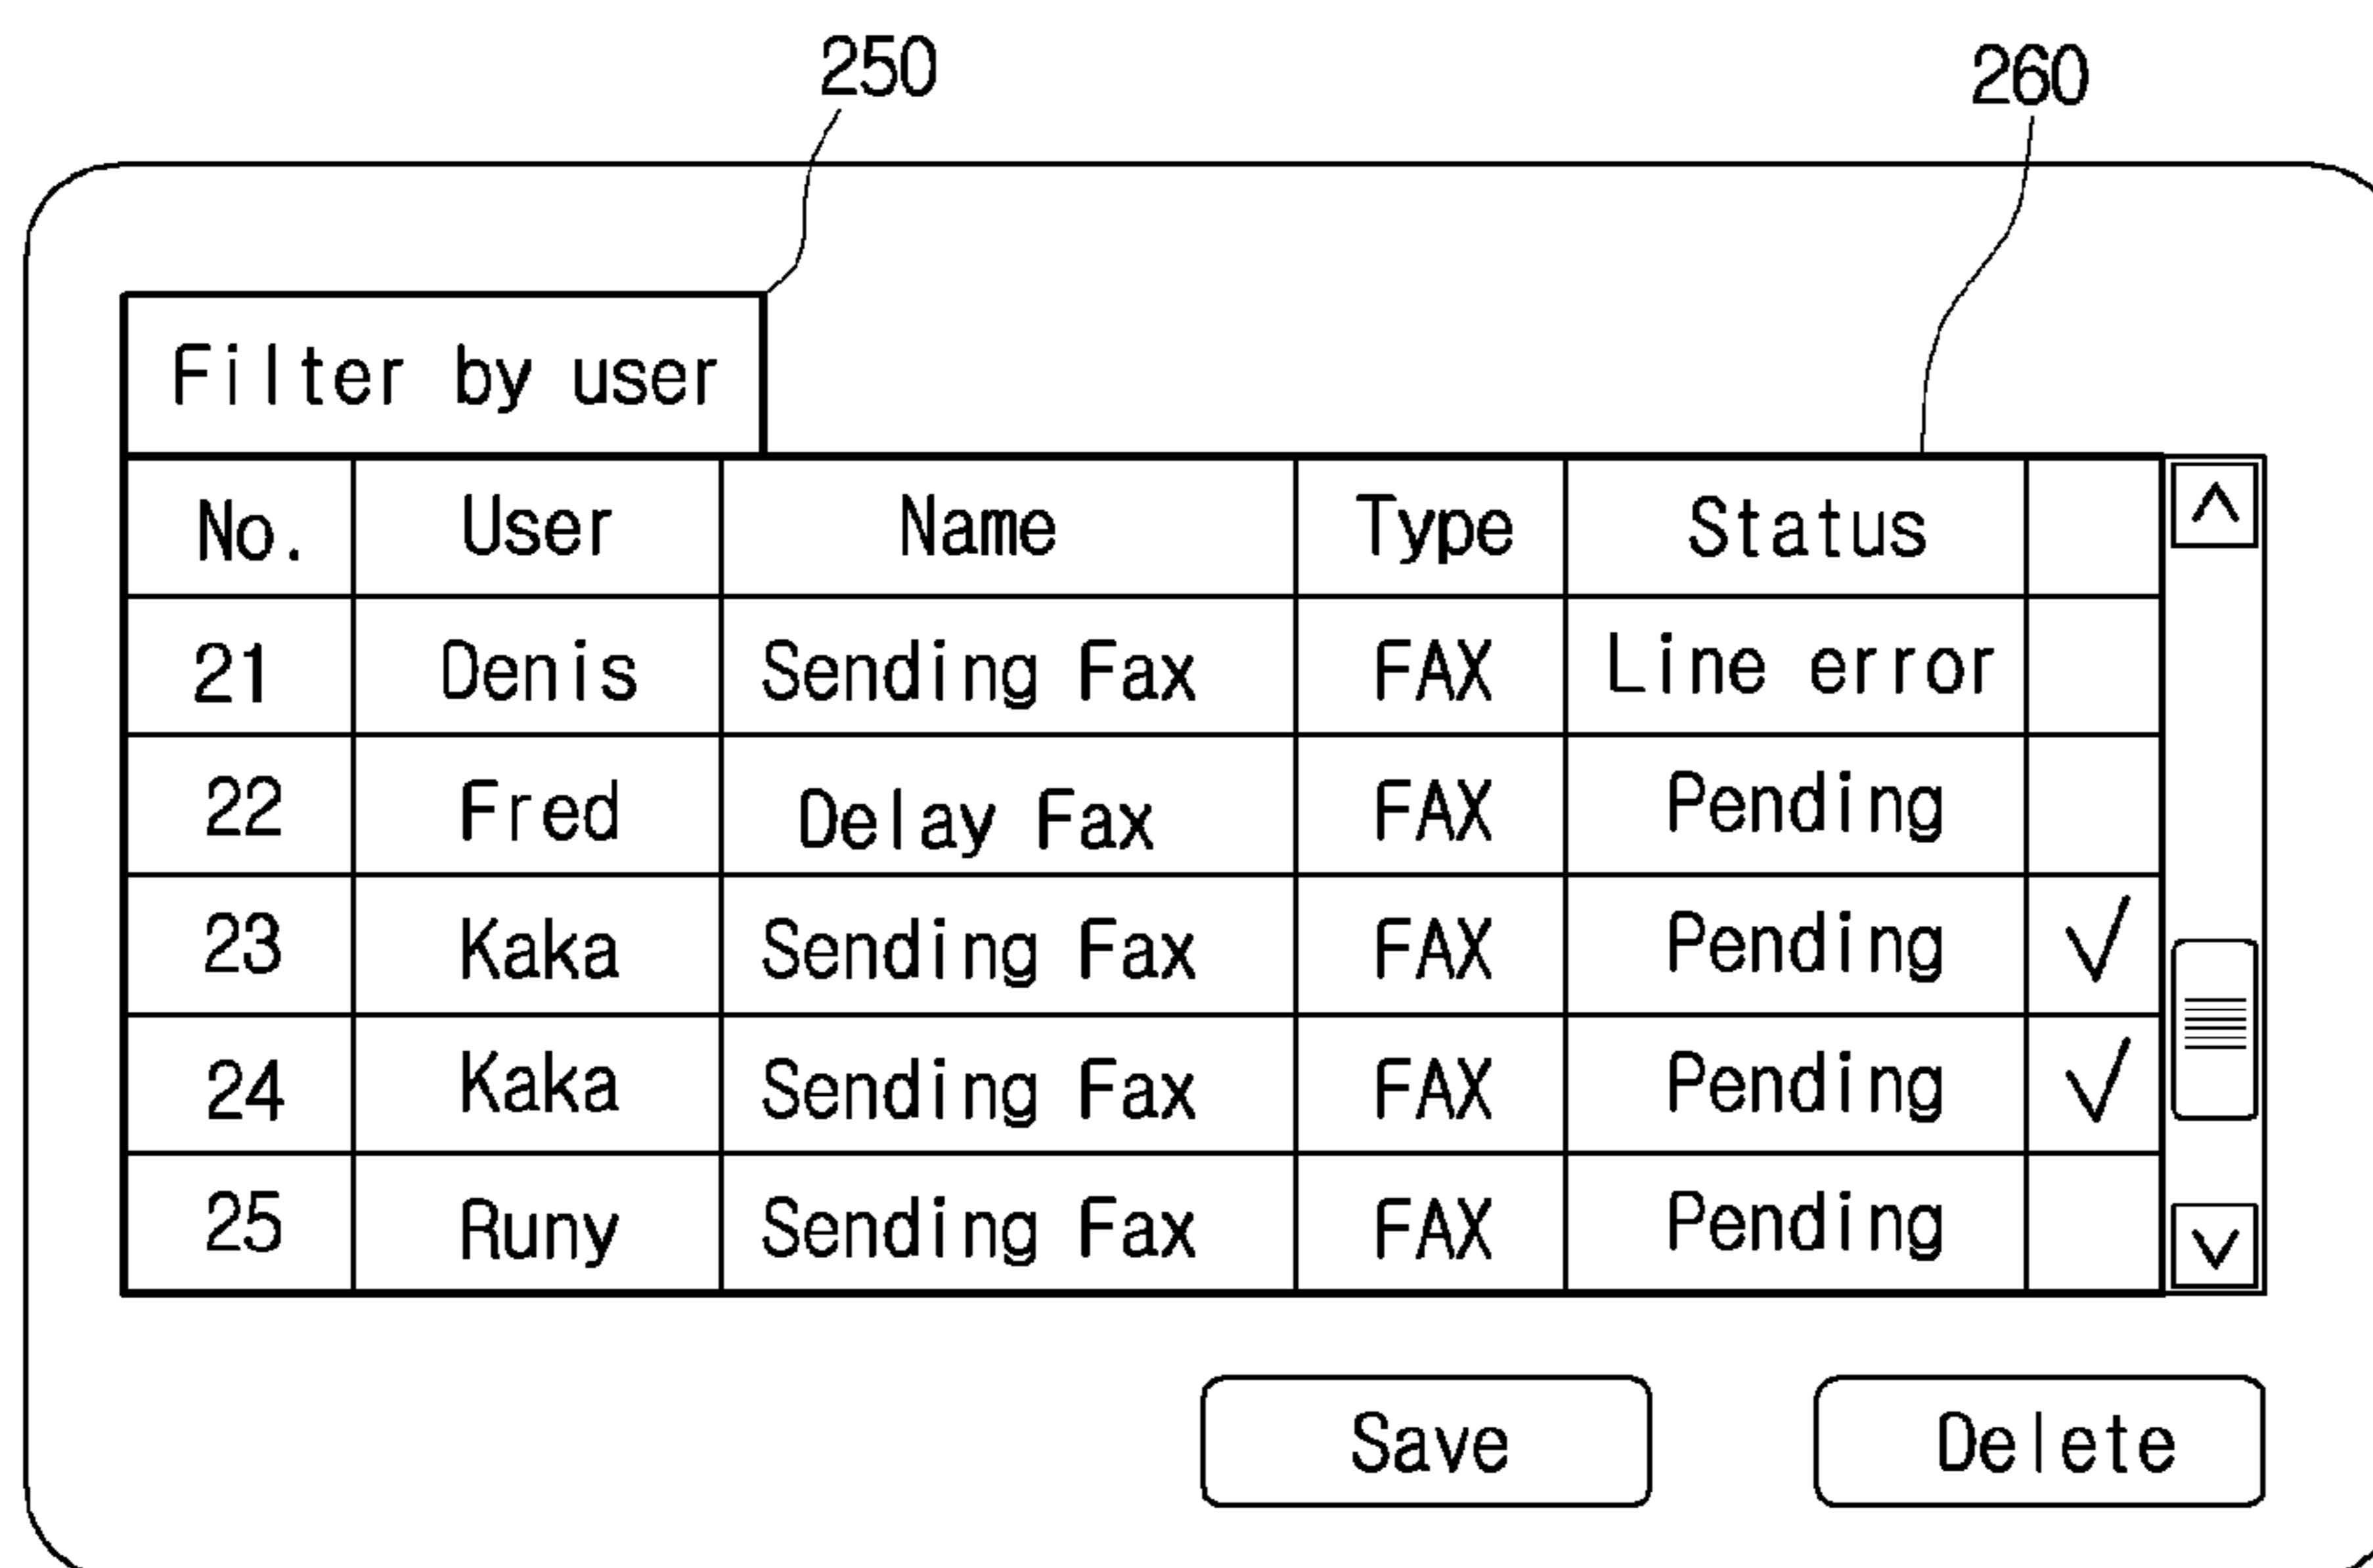 250 260
Filter by user
No. User Name Type Status
21 Denis Sending Fax FAX Line error
22 Fred Delay Fax FAX Pending
23 Kaka Sending Fax FAX Pending √
24 Kaka Sending Fax FAX Pending √
25 Runy Sending Fax FAX Pending
Save Delete